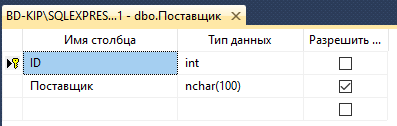 BD-KIP\SQLEXPRES...1 - dbo.Поставщик
Имя столбца Тип данных Разрешить ...
ID int
Поставщик nchar(100)